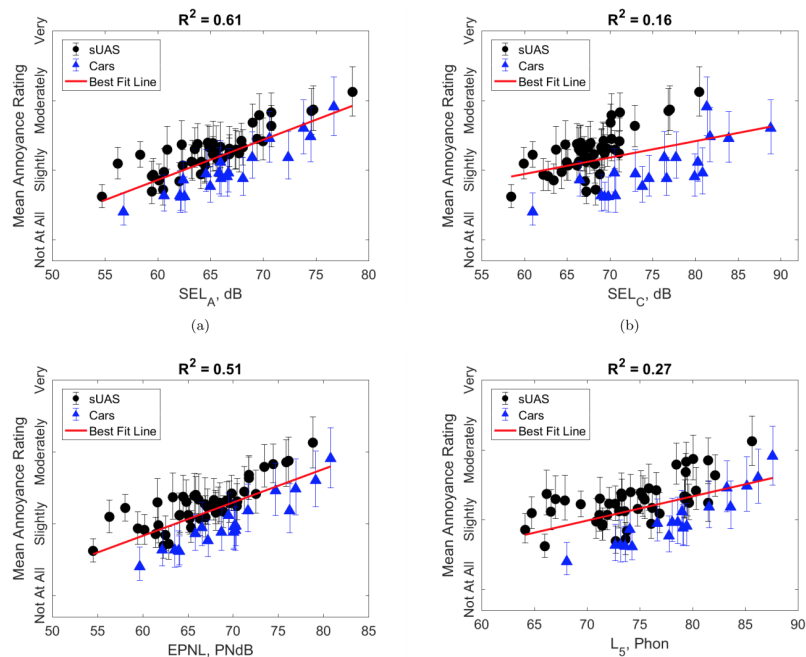 R² = 0.61
Very
Moderately
Slightly
Not At All
Mean Annoyance Rating
sUAS
Cars
Best Fit Line
50 55 60 65 70 75 80
SEL_A, dB
(a)
R² = 0.16
Very
Moderately
Slightly
Not At All
Mean Annoyance Rating
sUAS
Cars
Best Fit Line
55 60 65 70 75 80 85 90
SEL_C, dB
(b)
R² = 0.51
Very
Moderately
Slightly
Not At All
Mean Annoyance Rating
sUAS
Cars
Best Fit Line
50 55 60 65 70 75 80 85
EPNL, PNdB
R² = 0.27
Very
Moderately
Slightly
Not At All
Mean Annoyance Rating
sUAS
Cars
Best Fit Line
60 65 70 75 80 85 90
L₅, Phon